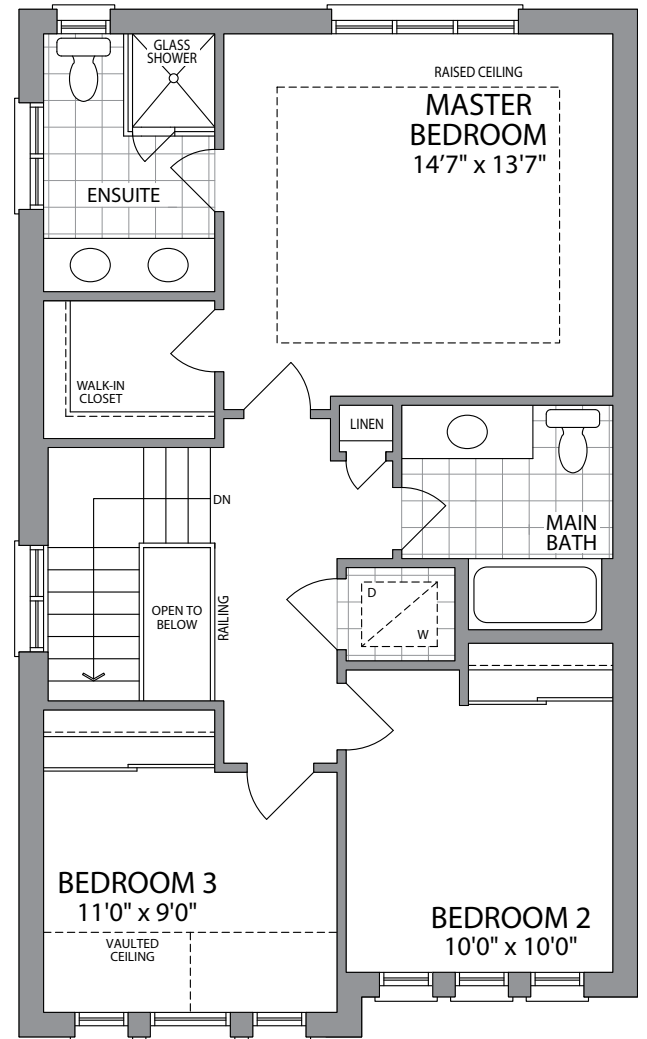 GLASS
SHOWER
RAISED CEILING
MASTER
BEDROOM
14'7" x 13'7"
ENSUITE
WALK-IN
CLOSET
LINEN
DN
MAIN
BATH
D
W
OPEN TO
BELOW
RAILING
BEDROOM 3
11'0" x 9'0"
VAULTED
CEILING
BEDROOM 2
10'0" x 10'0"